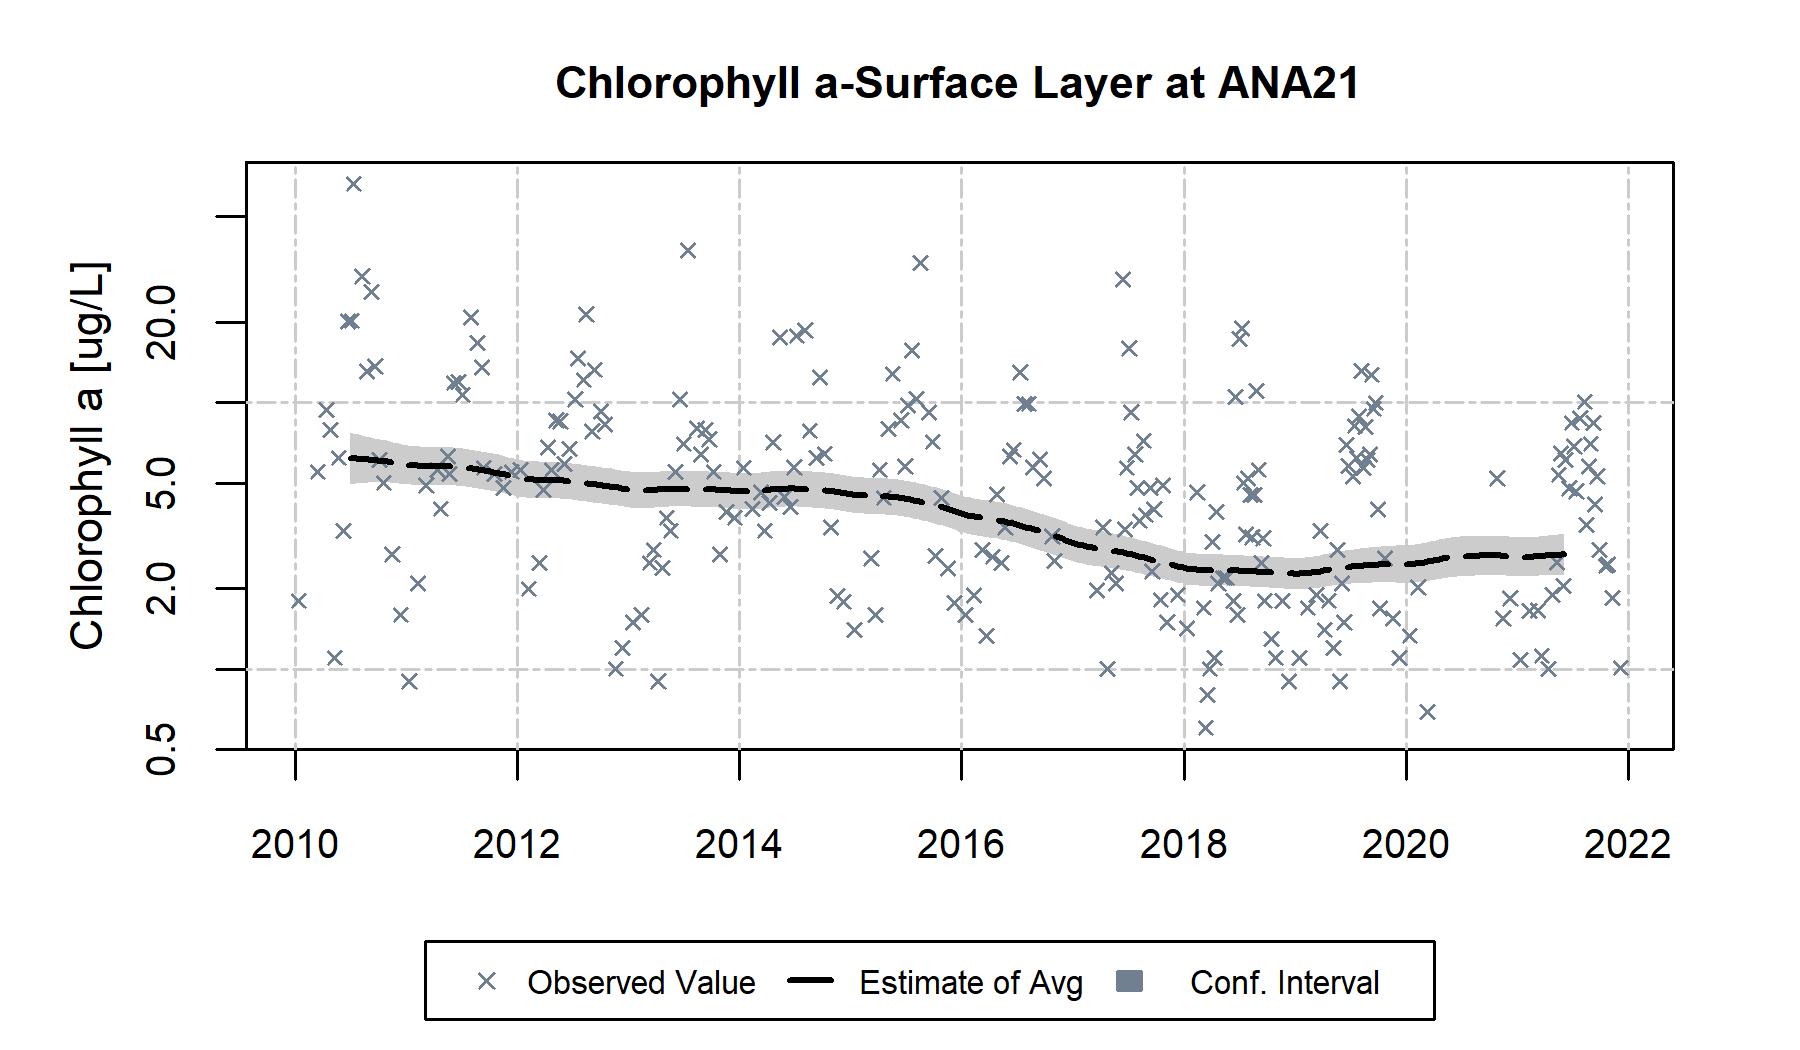 Chlorophyll a-Surface Layer at ANA21
Chlorophyll a [ug/L]
20.0
5.0
2.0
0.5
2010 2012 2014 2016 2018 2020 2022
Observed Value Estimate of Avg Conf. Interval